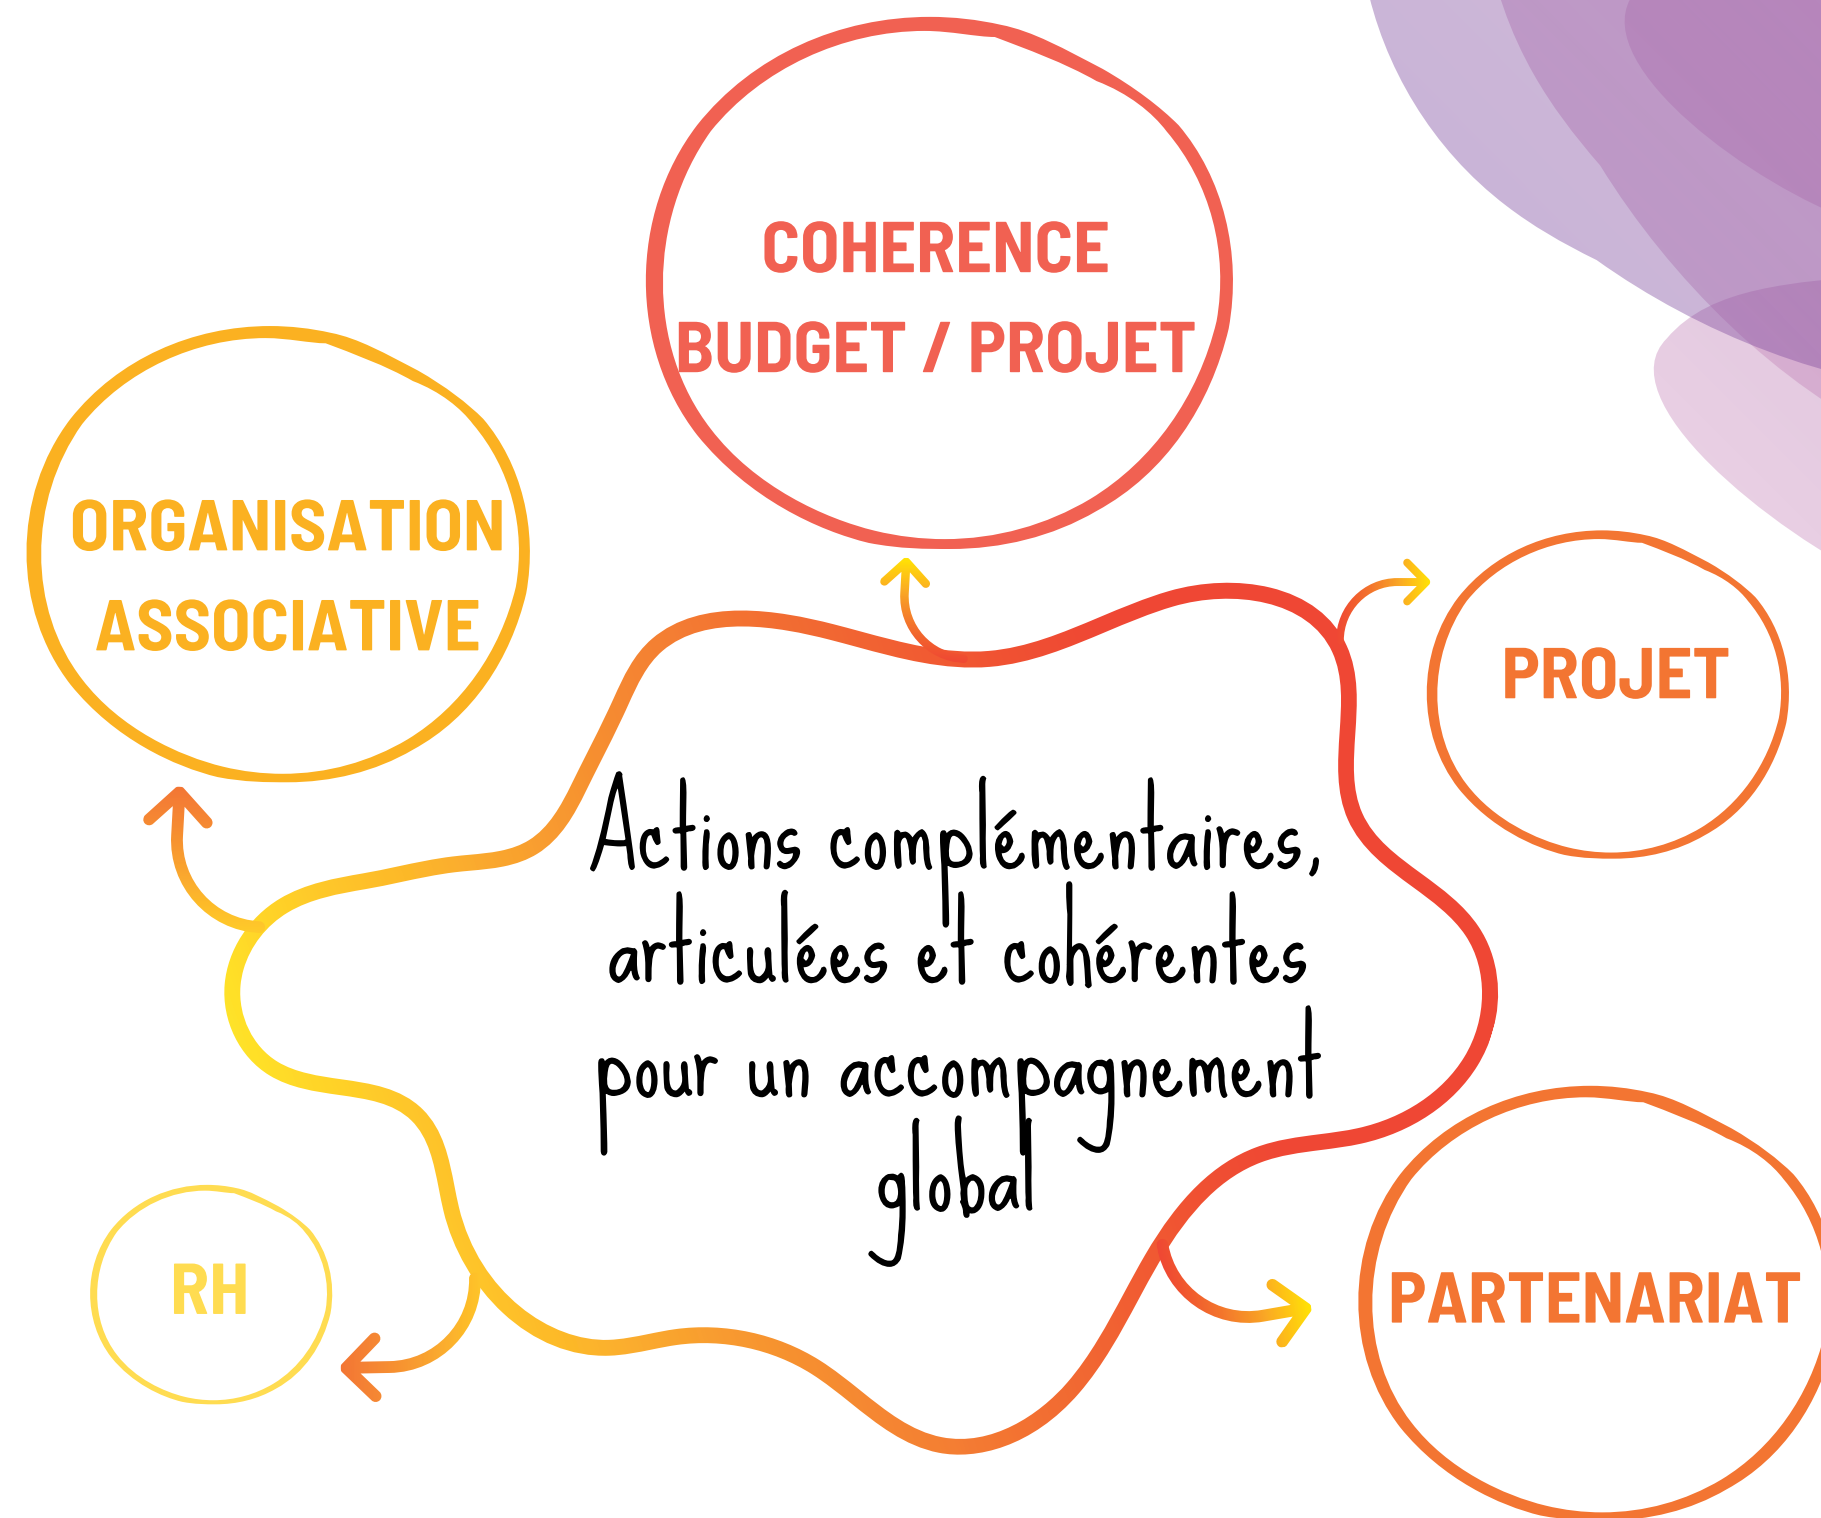 COHERENCE
BUDGET / PROJET
ORGANISATION
ASSOCIATIVE
PROJET
Actions complémentaires,
articulées et cohérentes
pour un accompagnement
global
RH
PARTENARIAT